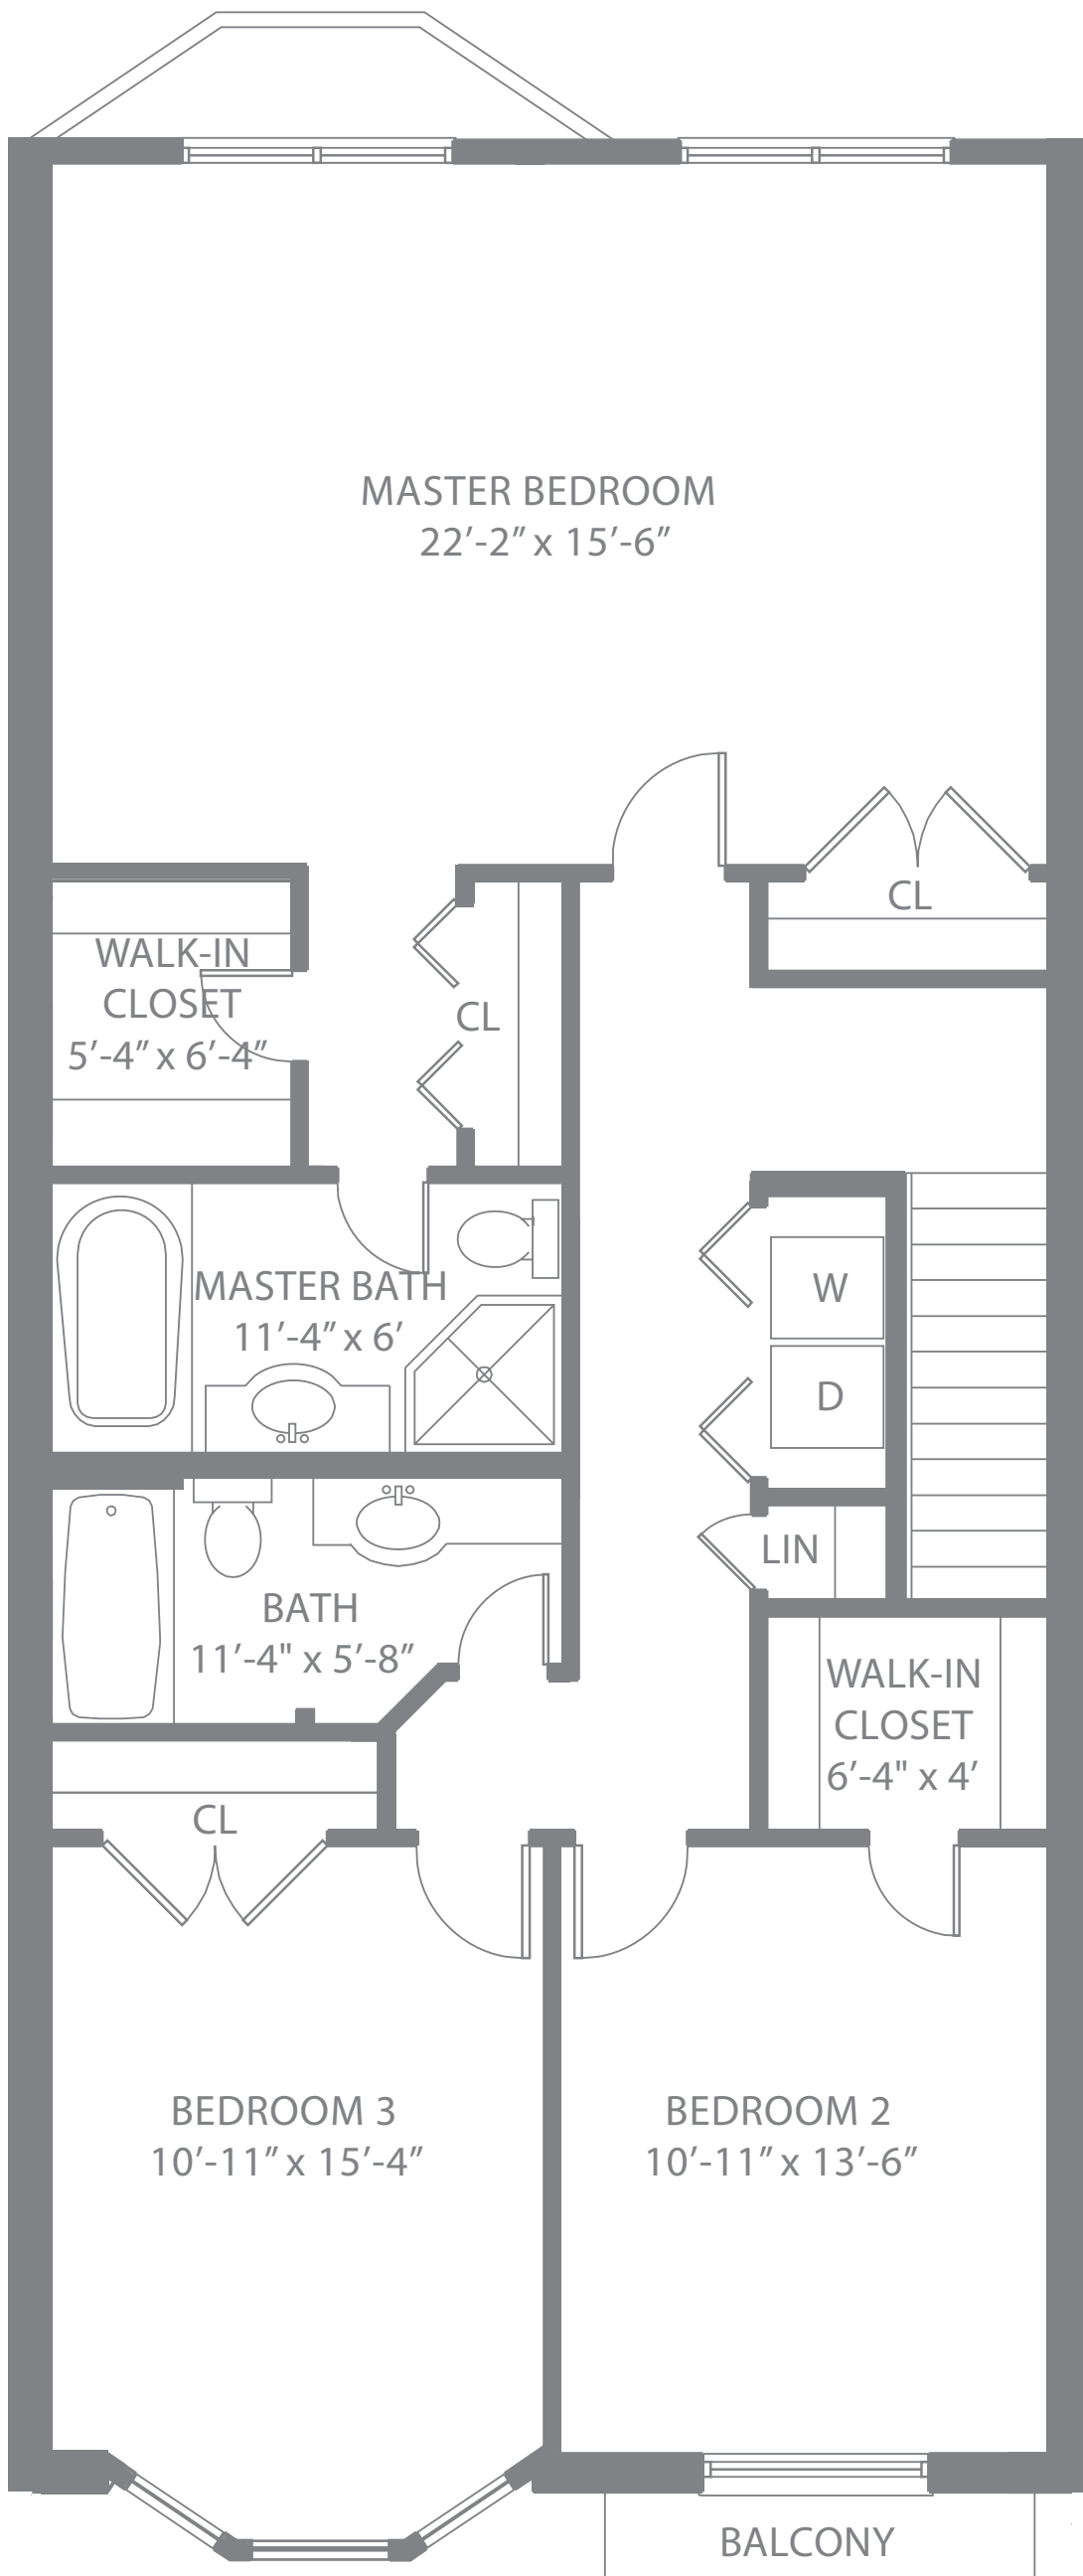 MASTER BEDROOM
22′-2″ x 15′-6″
CL
WALK-IN
CLOSET
5′-4″ x 6′-4″
CL
MASTER BATH
11′-4″ x 6′
W
D
LIN
BATH
11′-4" x 5′-8″
WALK-IN
CLOSET
6′-4" x 4′
CL
BEDROOM 3
10′-11″ x 15′-4″
BEDROOM 2
10′-11″ x 13′-6″
BALCONY